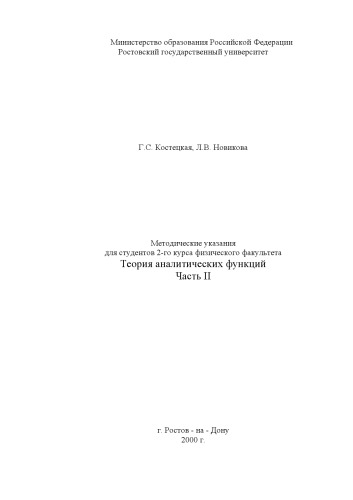 Министерство образования Российской Федерации
Ростовский государственный университет
Г.С. Костецкая, Л.В. Новикова
Методические указания
для студентов 2-го курса физического факультета
Теория аналитических функций
Часть II
г. Ростов - на - Дону
2000 г.